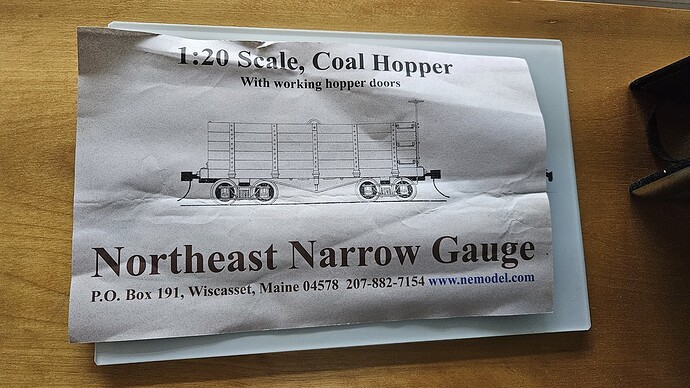 1:20 Scale, Coal Hopper
With working hopper doors
Northeast Narrow Gauge
P.O. Box 191, Wiscasset, Maine 04578 207-882-7154 www.nemodel.com